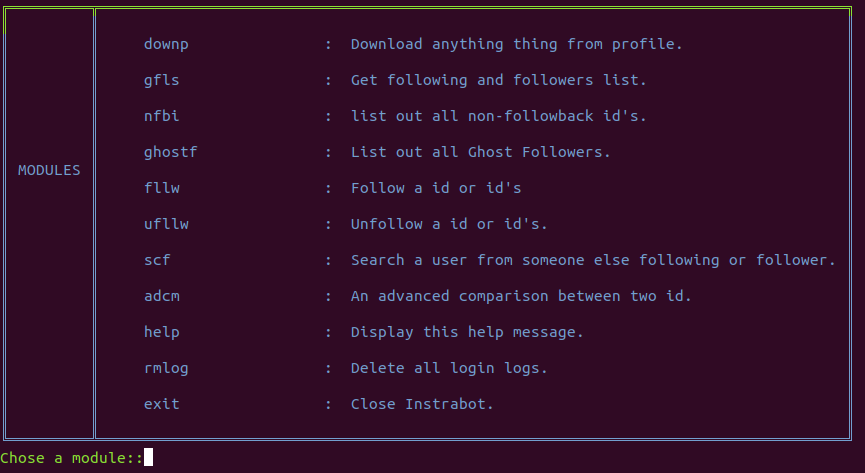 downp : Download anything thing from profile.
gfls : Get following and followers list.
nfbi : list out all non-followback id's.
ghostf : List out all Ghost Followers.
MODULES
fllw : Follow a id or id's
ufllw : Unfollow a id or id's.
scf : Search a user from someone else following or follower.
adcm : An advanced comparison between two id.
help : Display this help message.
rmlog : Delete all login logs.
exit : Close Instrabot.
Chose a module::